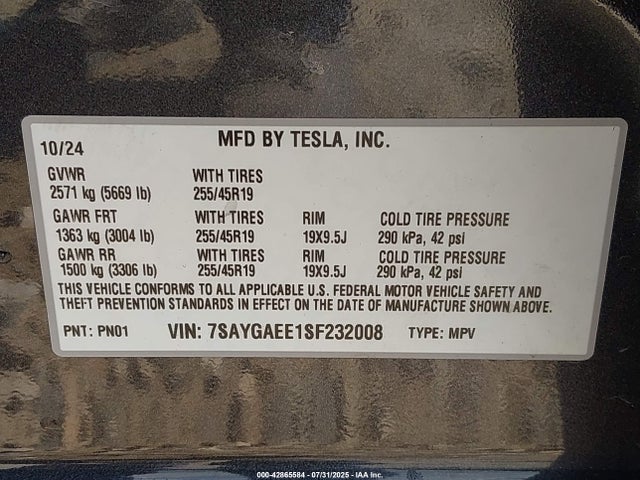 MFD BY TESLA, INC.
10/24
GVWR WITH TIRES
2571 kg (5669 lb) 255/45R19
GAWR FRT WITH TIRES RIM COLD TIRE PRESSURE
1363 kg (3004 lb) 255/45R19 19X9.5J 290 kPa, 42 psi
GAWR RR WITH TIRES RIM COLD TIRE PRESSURE
1500 kg (3306 lb) 255/45R19 19X9.5J 290 kPa, 42 psi
THIS VEHICLE CONFORMS TO ALL APPLICABLE U.S. FEDERAL MOTOR VEHICLE SAFETY AND
THEFT PREVENTION STANDARDS IN EFFECT ON THE DATE OF MANUFACTURE SHOWN ABOVE.
PNT: PN01 VIN: 7SAYGAEE1SF232008 TYPE: MPV
000-42865584 - 07/31/2025 - IAA Inc.